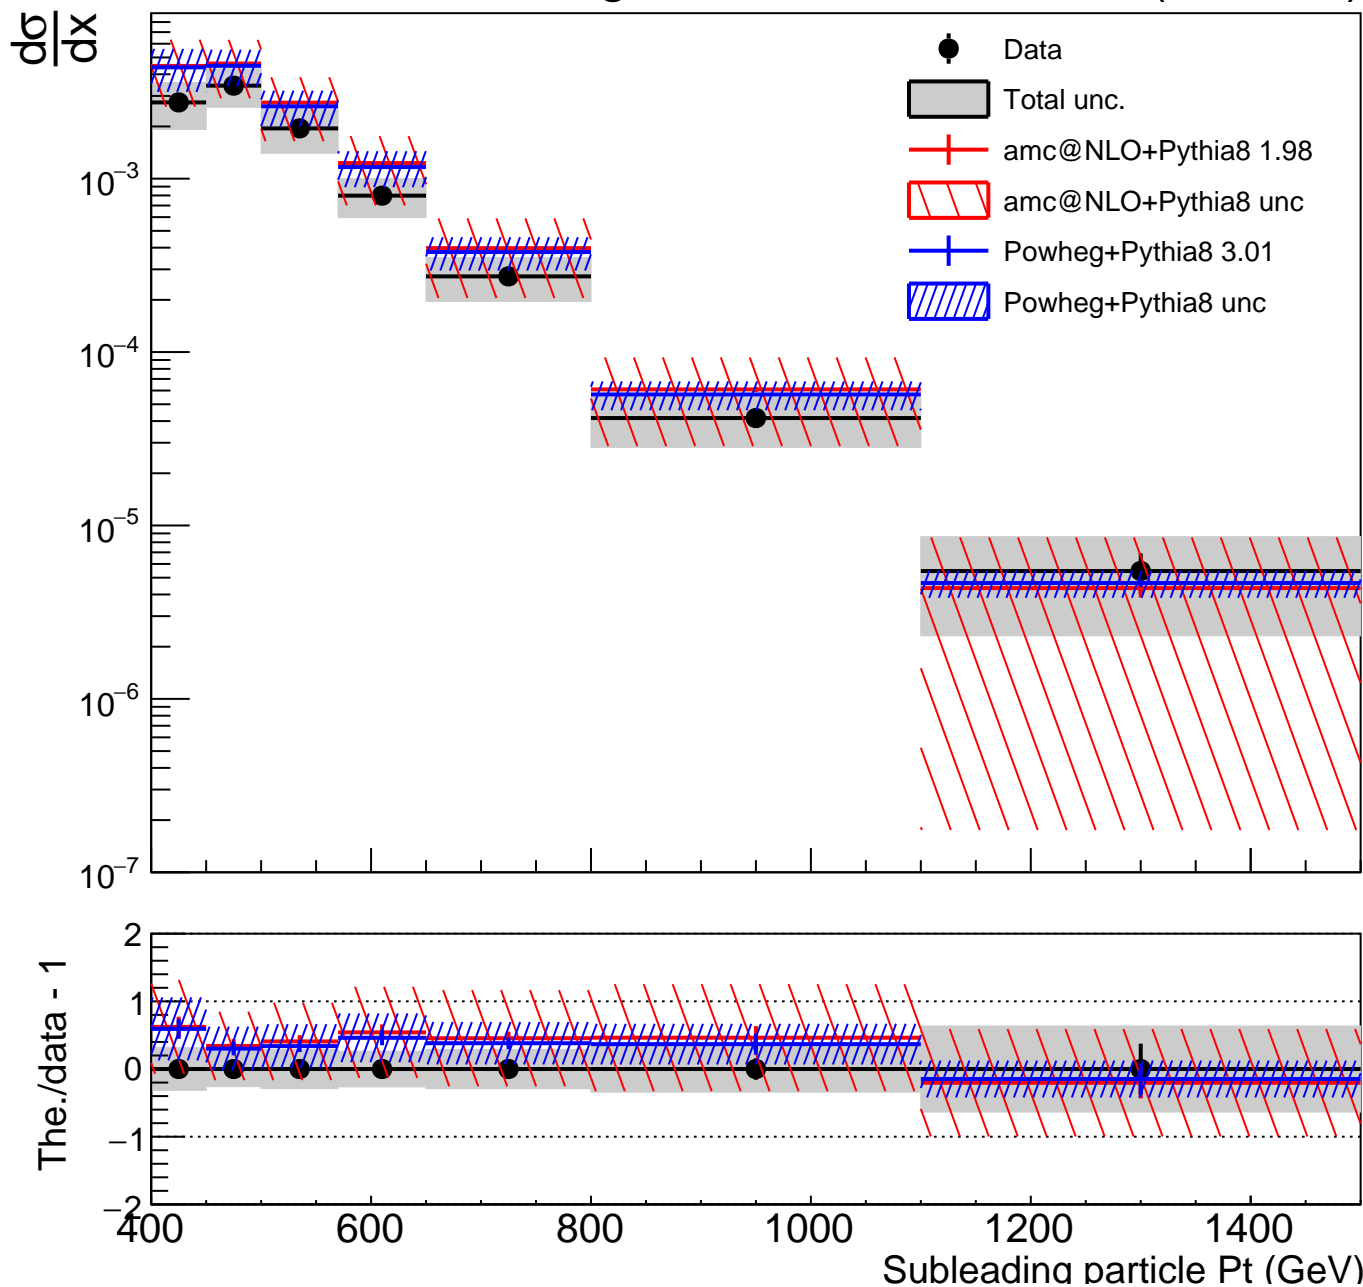 dσ
dx
Data
Total unc.
amc@NLO+Pythia8 1.98
amc@NLO+Pythia8 unc
Powheg+Pythia8 3.01
Powheg+Pythia8 unc
10−3
10−4
10−5
10−6
10−7
The./data - 1
2
1
0
−1
−2
400 600 800 1000 1200 1400
Subleading particle Pt (GeV)